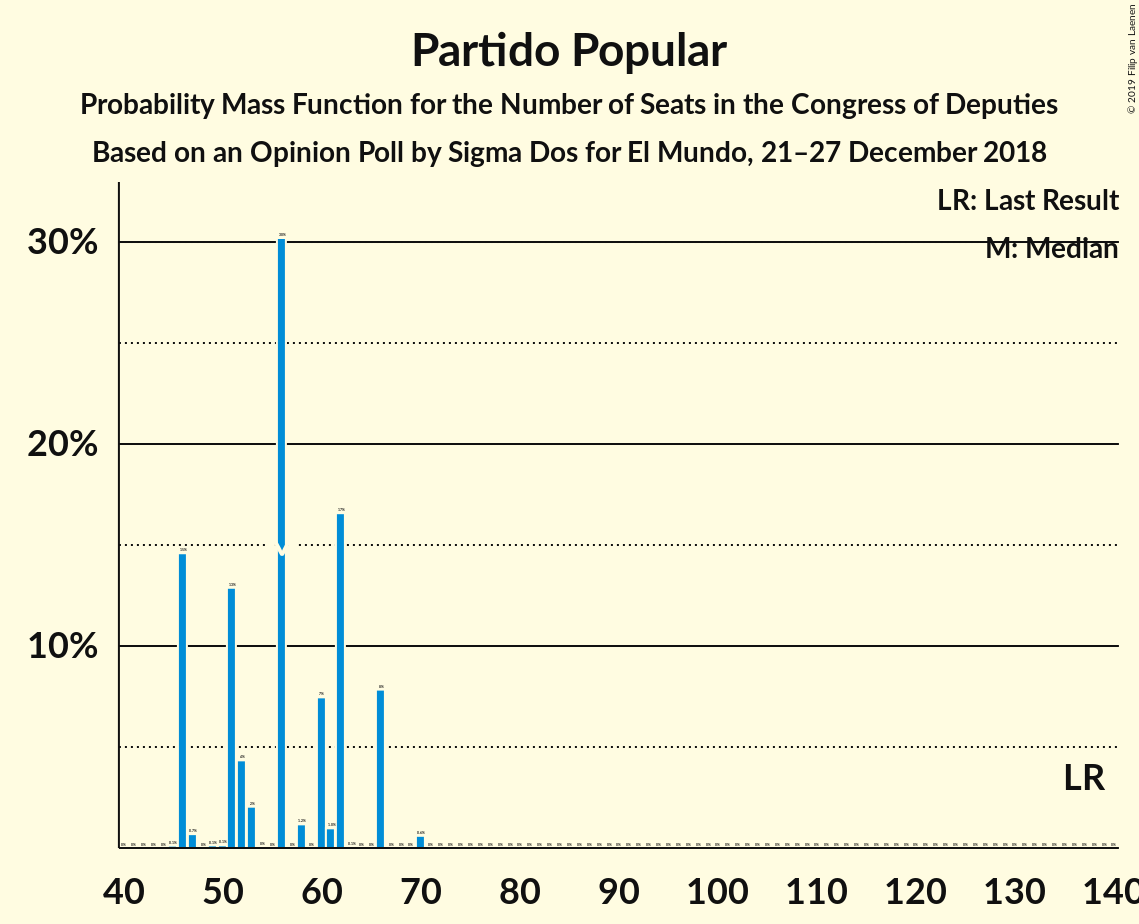 Partido Popular
Probability Mass Function for the Number of Seats in the Congress of Deputies
Based on an Opinion Poll by Sigma Dos for El Mundo, 21–27 December 2018
© 2019 Filip van Laenen
LR: Last Result
M: Median
30%
20%
10%
LR
40 50 60 70 80 90 100 110 120 130 140